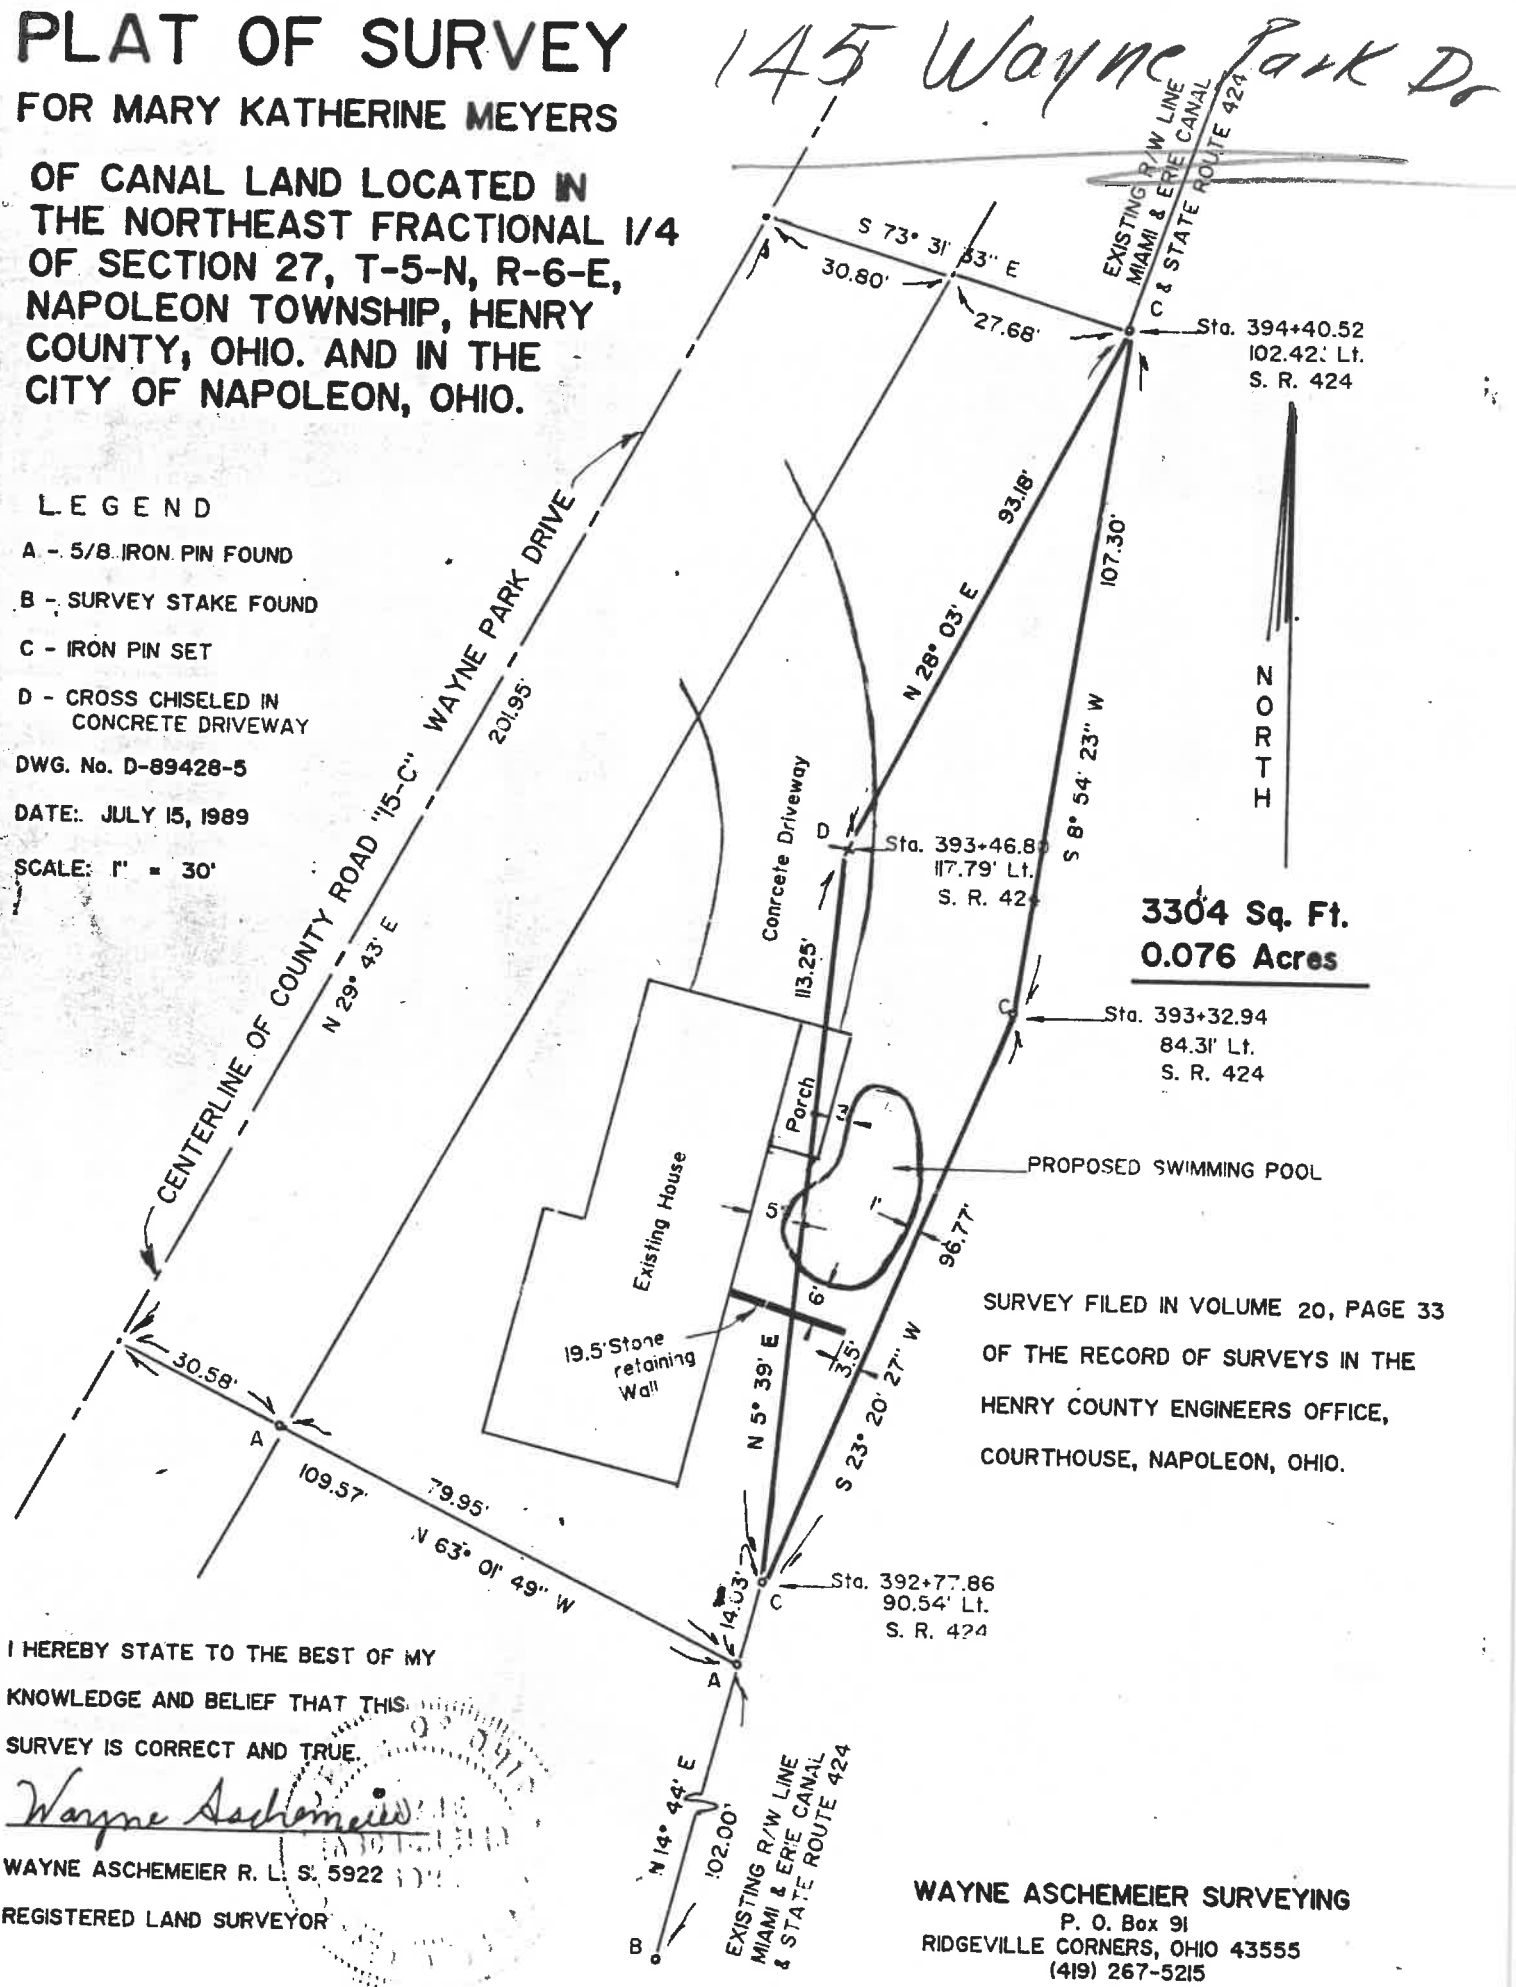 PLAT OF SURVEY
145 Wayne Park Dr
FOR MARY KATHERINE MEYERS
OF CANAL LAND LOCATED IN
THE NORTHEAST FRACTIONAL 1/4
OF SECTION 27, T-5-N, R-6-E,
NAPOLEON TOWNSHIP, HENRY
COUNTY, OHIO. AND IN THE
CITY OF NAPOLEON, OHIO.
EXISTING R/W LINE
MIAMI & ERIE CANAL
& STATE ROUTE 424
S 73° 31' 33" E
30.80'
27.68'
C
Sta. 394+40.52
102.42' Lt.
S. R. 424
LEGEND
A - 5/8 IRON PIN FOUND
B - SURVEY STAKE FOUND
C - IRON PIN SET
D - CROSS CHISELED IN
CONCRETE DRIVEWAY
DWG. No. D-89428-5
DATE: JULY 15, 1989
SCALE: 1" = 30'
CENTERLINE OF COUNTY ROAD "15-C" WAYNE PARK DRIVE
201.95'
N 29° 43' E
93.18'
N 28° 03' E
107.30'
S 8° 54' 23" W
NORTH
Conrcete Driveway
D
Sta. 393+46.80
117.79' Lt.
S. R. 42
113.25'
3304 Sq. Ft.
0.076 Acres
C
Sta. 393+32.94
84.31' Lt.
S. R. 424
Porch
3'
PROPOSED SWIMMING POOL
Existing House
5'
1'
96.77'
6'
19.5' Stone
retaining
Wall
3.5'
N 5° 39' E
S 23° 20' 27" W
SURVEY FILED IN VOLUME 20, PAGE 33
OF THE RECORD OF SURVEYS IN THE
HENRY COUNTY ENGINEERS OFFICE,
COURTHOUSE, NAPOLEON, OHIO.
30.58'
A
109.57'
79.95'
N 63° 01' 49" W
14.03'
C
Sta. 392+77.86
90.54' Lt.
S. R. 424
A
I HEREBY STATE TO THE BEST OF MY
KNOWLEDGE AND BELIEF THAT THIS
SURVEY IS CORRECT AND TRUE.
Wayne Aschemeier
WAYNE ASCHEMEIER R. L. S. 5922
REGISTERED LAND SURVEYOR
N 14° 44' E
102.00'
EXISTING R/W LINE
MIAMI & ERIE CANAL
& STATE ROUTE 424
B
WAYNE ASCHEMEIER SURVEYING
P. O. Box 91
RIDGEVILLE CORNERS, OHIO 43555
(419) 267-5215